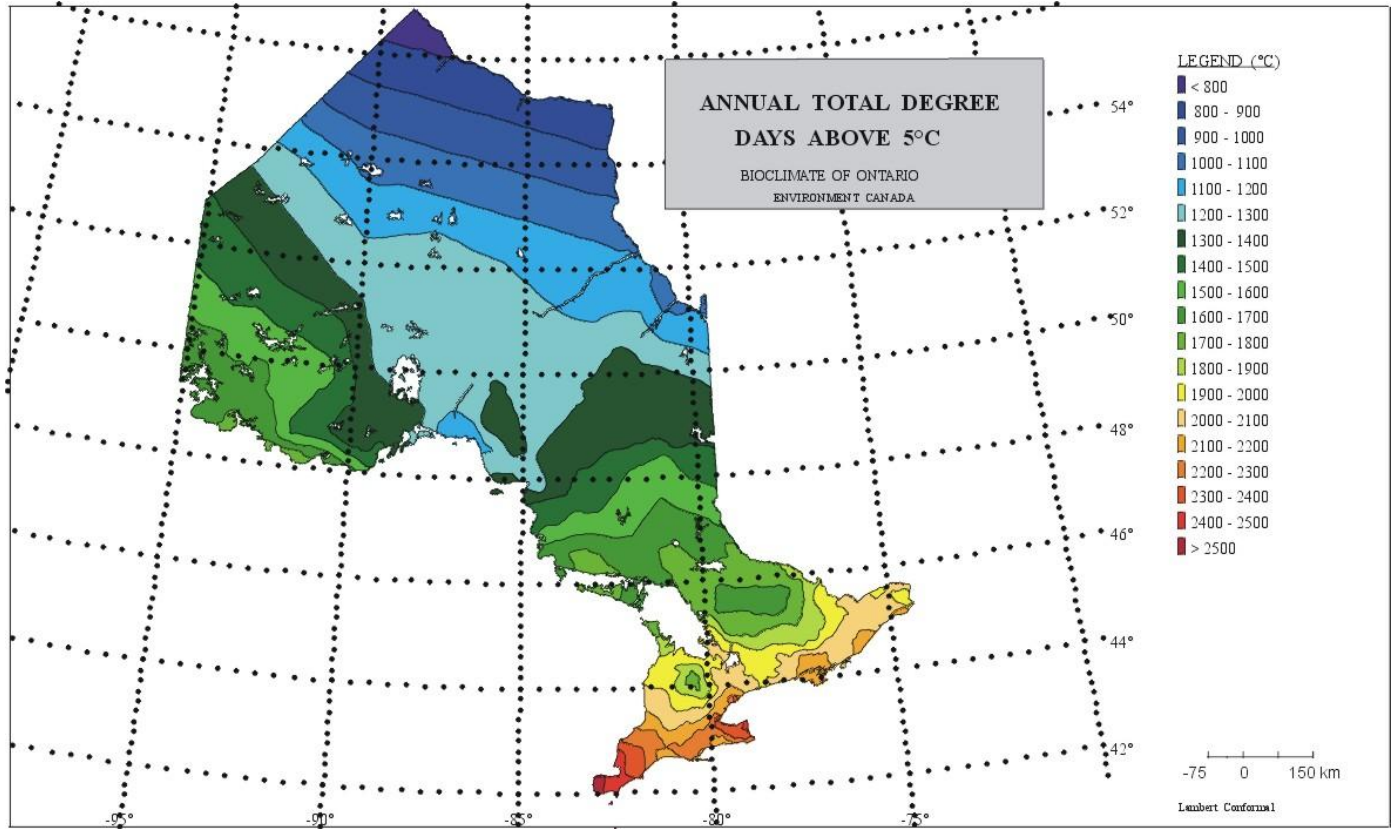 ANNUAL TOTAL DEGREE
DAYS ABOVE 5°C
BIOCLIMATE OF ONTARIO
ENVIRONMENT CANADA
LEGEND (°C)
< 800
800 - 900
900 - 1000
1000 - 1100
1100 - 1200
1200 - 1300
1300 - 1400
1400 - 1500
1500 - 1600
1600 - 1700
1700 - 1800
1800 - 1900
1900 - 2000
2000 - 2100
2100 - 2200
2200 - 2300
2300 - 2400
2400 - 2500
> 2500
54°
52°
50°
48°
46°
44°
42°
-95° -90° -85° -80° -75°
-75 0 150 km
Lambert Conformal